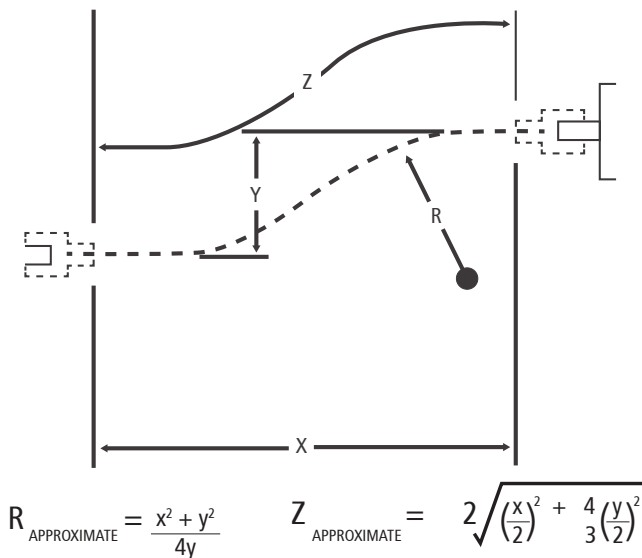 Z
Y
R
X
R APPROXIMATE = x² + y² / 4y Z APPROXIMATE = 2√(x/2)² + 4/3(y/2)²